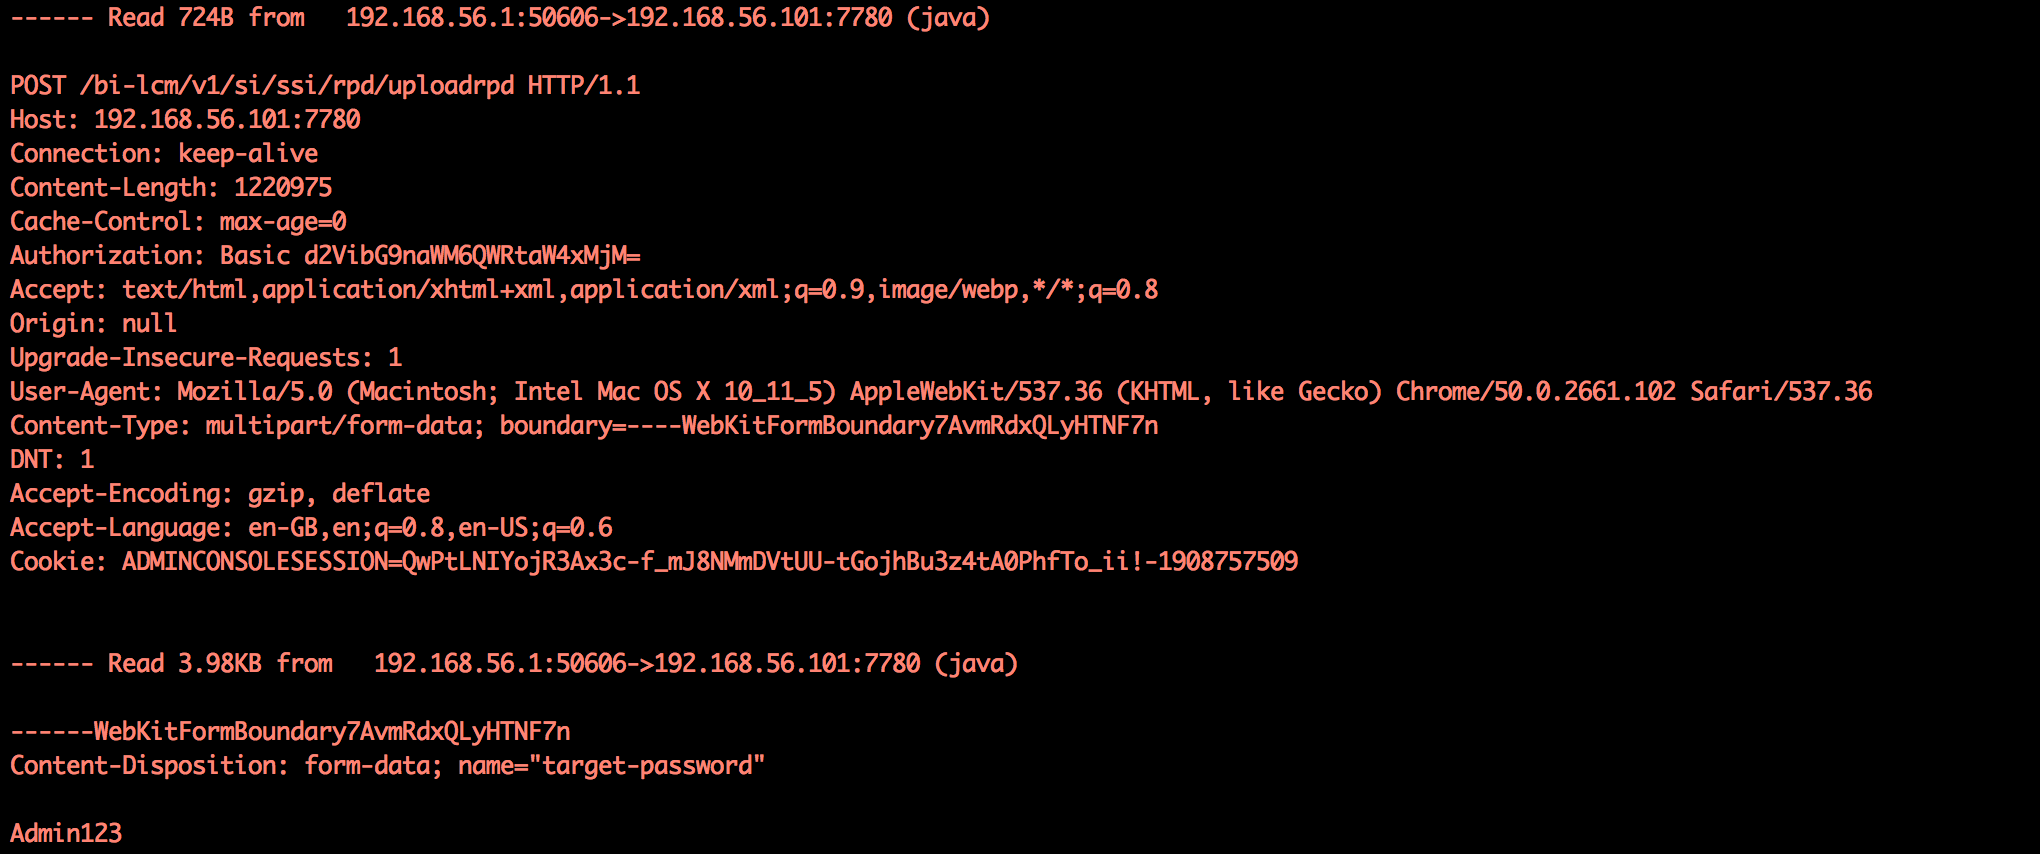 ------ Read 724B from   192.168.56.1:50606->192.168.56.101:7780 (java)
POST /bi-lcm/v1/si/ssi/rpd/uploadrpd HTTP/1.1
Host: 192.168.56.101:7780
Connection: keep-alive
Content-Length: 1220975
Cache-Control: max-age=0
Authorization: Basic d2VibG9naWM6QWRtaW4xMjM=
Accept: text/html,application/xhtml+xml,application/xml;q=0.9,image/webp,*/*;q=0.8
Origin: null
Upgrade-Insecure-Requests: 1
User-Agent: Mozilla/5.0 (Macintosh; Intel Mac OS X 10_11_5) AppleWebKit/537.36 (KHTML, like Gecko) Chrome/50.0.2661.102 Safari/537.36
Content-Type: multipart/form-data; boundary=----WebKitFormBoundary7AvmRdxQLyHTNF7n
DNT: 1
Accept-Encoding: gzip, deflate
Accept-Language: en-GB,en;q=0.8,en-US;q=0.6
Cookie: ADMINCONSOLESESSION=QwPtLNIYojR3Ax3c-f_mJ8NMmDVtUU-tGojhBu3z4tA0PhfTo_ii!-1908757509
------ Read 3.98KB from   192.168.56.1:50606->192.168.56.101:7780 (java)
------WebKitFormBoundary7AvmRdxQLyHTNF7n
Content-Disposition: form-data; name="target-password"
Admin123